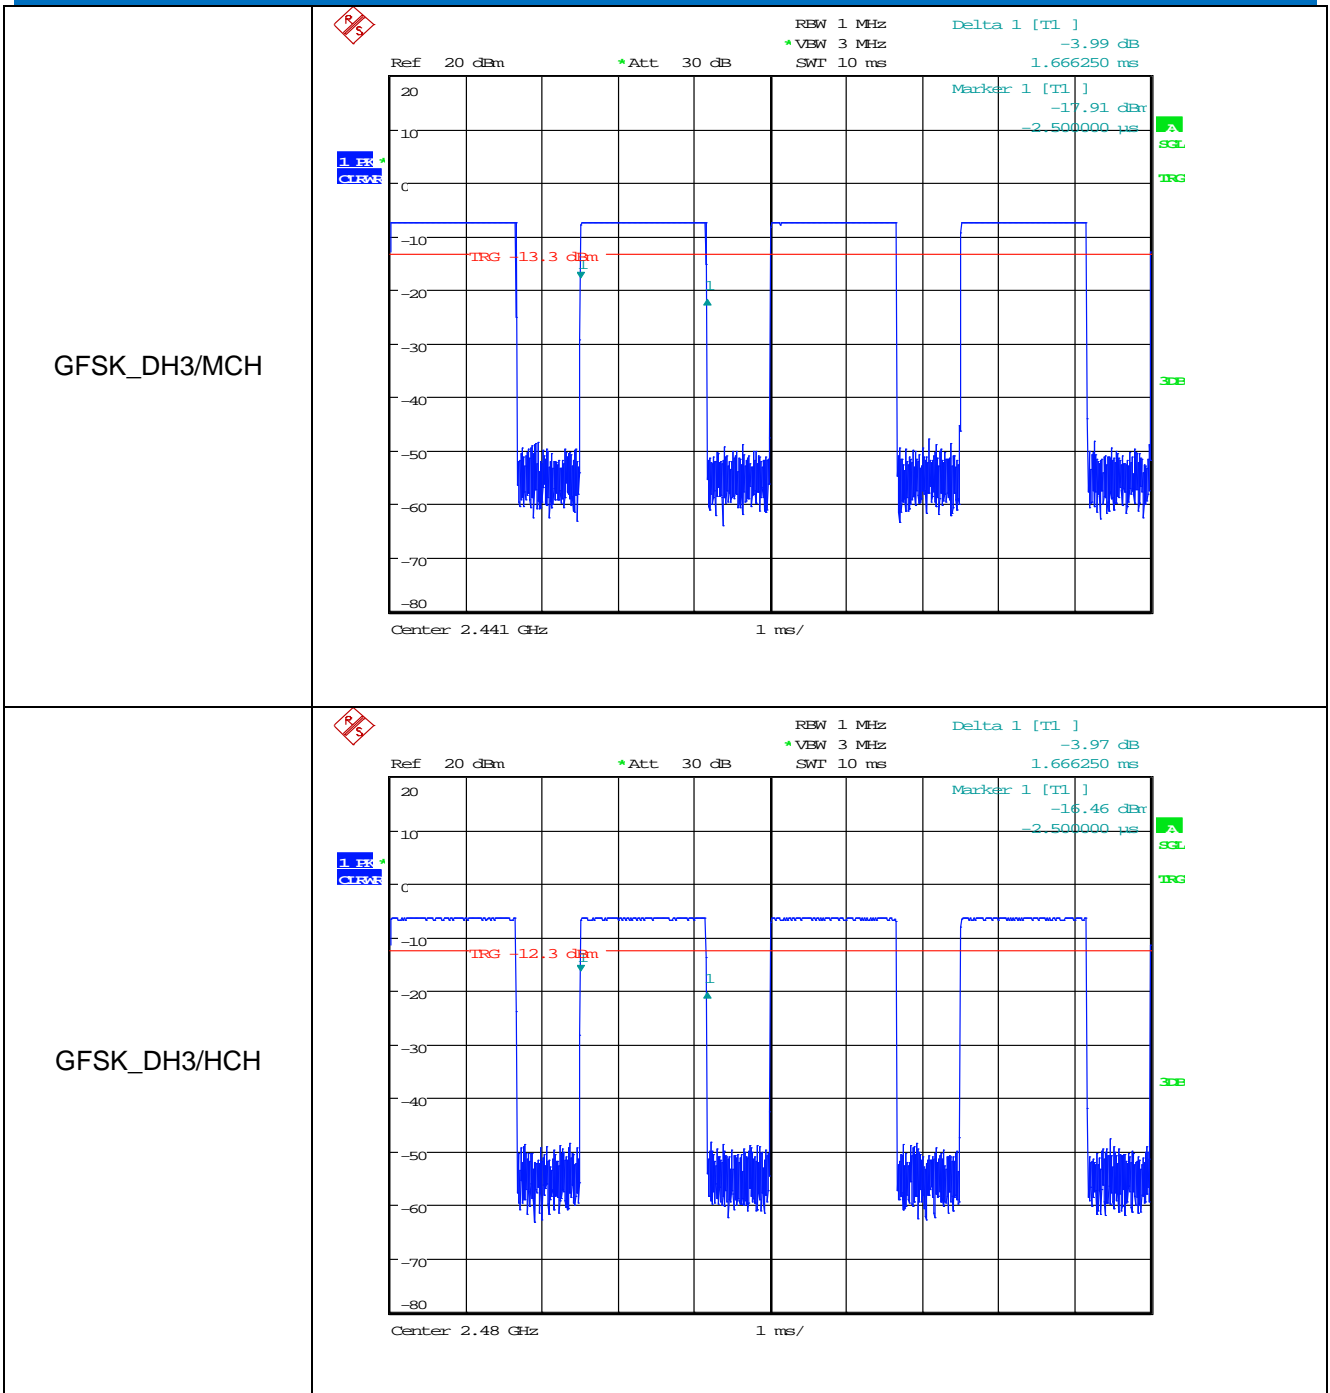 GFSK_DH3/MCH
R S
RBW 1 MHz
Delta 1 [T1 ]
*VBW 3 MHz
-3.99 dB
Ref 20 dBm
*Att 30 dB
SWT 10 ms
1.666250 ms
20
Marker 1 [T1 ]
-17.91 dBm
-2.500000 µs
A
10
SGL
1 PK *
CLRWR
TRG
0
-10
TRG -13.3 dBm
1
-20
1
-30
3DB
-40
-50
-60
-70
-80
Center 2.441 GHz
1 ms/
GFSK_DH3/HCH
R S
RBW 1 MHz
Delta 1 [T1 ]
*VBW 3 MHz
-3.97 dB
Ref 20 dBm
*Att 30 dB
SWT 10 ms
1.666250 ms
20
Marker 1 [T1 ]
-16.46 dBm
-2.500000 µs
A
10
SGL
1 PK *
CLRWR
TRG
0
-10
TRG -12.3 dBm
1
1
-20
-30
3DB
-40
-50
-60
-70
-80
Center 2.48 GHz
1 ms/